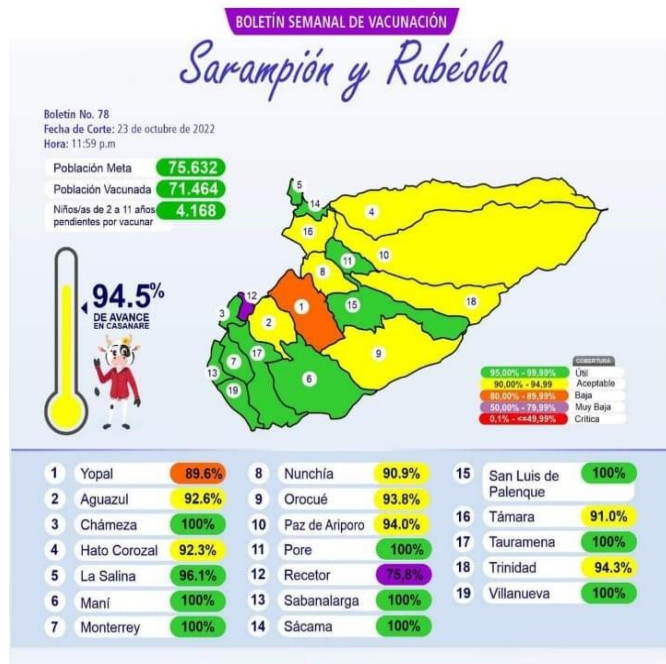 BOLETÍN SEMANAL DE VACUNACIÓN
Sarampión y Rubéola
Boletín No. 78
Fecha de Corte: 23 de octubre de 2022
Hora: 11:59 p.m
Población Meta 75.632
Población Vacunada 71.464
Niños/as de 2 a 11 años
pendientes por vacunar 4.168
94.5%
DE AVANCE
EN CASANARE
5
14
4
16
10
11
8
12
1
15
18
3
2
9
17
7
13
6
19
COBERTURA
95,00% - 99,99% Útil
90,00% - 94,99 Aceptable
80,00% - 89,99% Baja
50,00% - 79,99% Muy Baja
0,1% - <=49,99% Crítica
1 Yopal 89.6%
2 Aguazul 92.6%
3 Chámeza 100%
4 Hato Corozal 92.3%
5 La Salina 96.1%
6 Maní 100%
7 Monterrey 100%
8 Nunchía 90.9%
9 Orocué 93.8%
10 Paz de Ariporo 94.0%
11 Pore 100%
12 Recetor 75,8%
13 Sabanalarga 100%
14 Sácama 100%
15 San Luis de
Palenque 100%
16 Támara 91.0%
17 Tauramena 100%
18 Trinidad 94.3%
19 Villanueva 100%